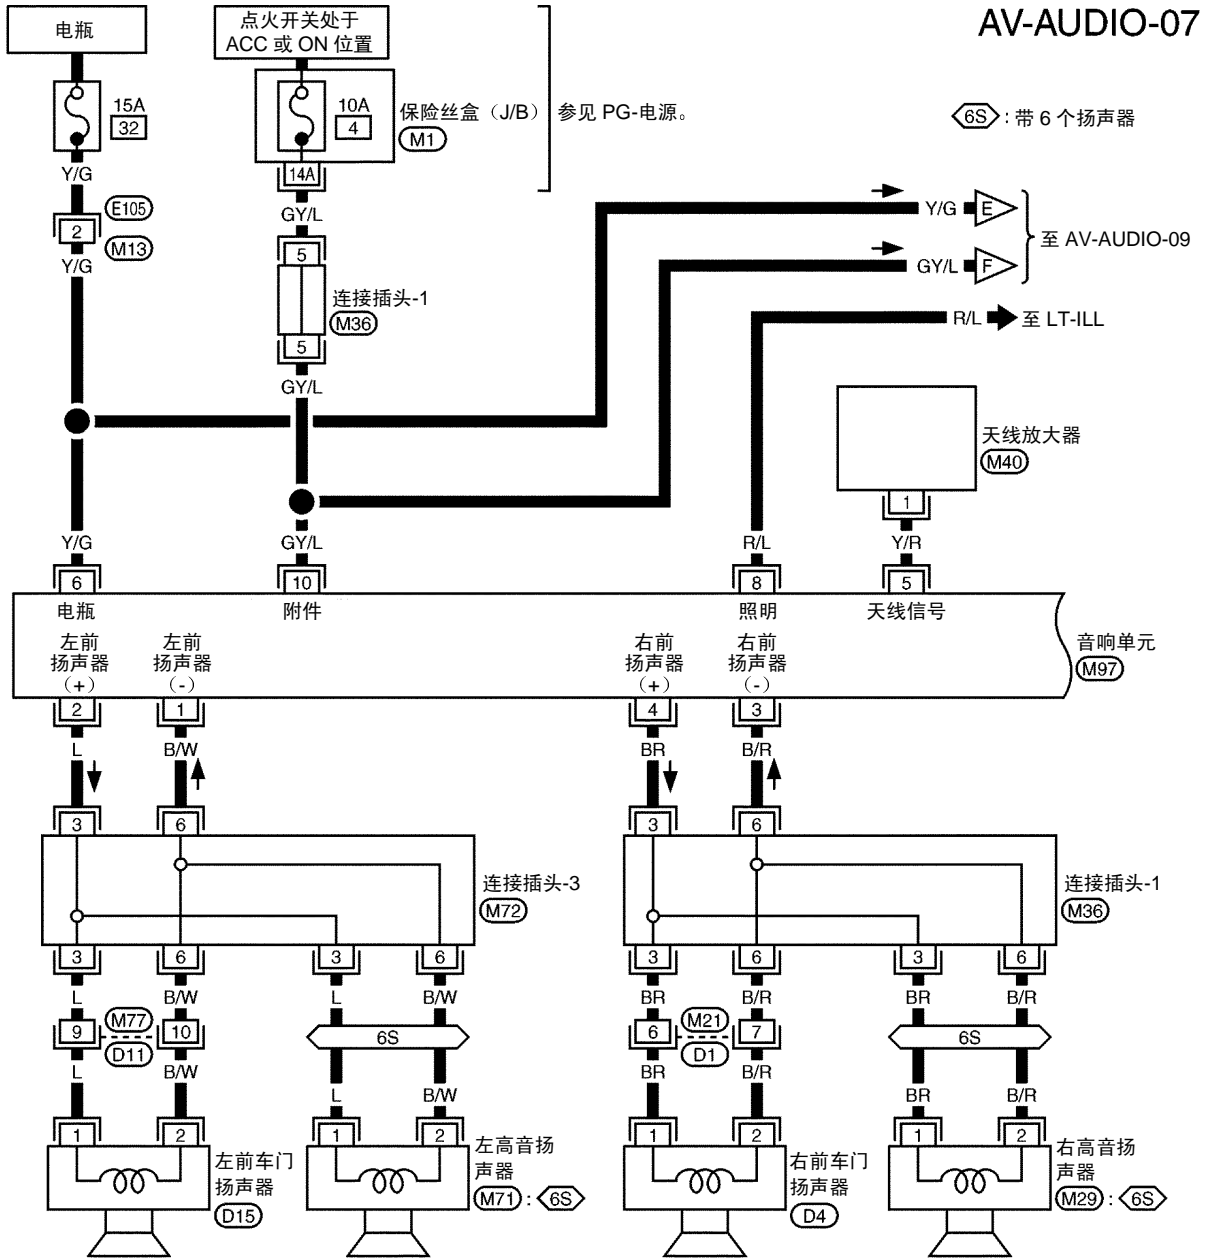 AV-AUDIO-07
电瓶
点火开关处于
ACC 或 ON 位置
15A
32
10A
4
保险丝盒（J/B）
M1
参见 PG-电源。
6S：带 6 个扬声器
14A
Y/G
GY/L
E105
2
M13
Y/G
Y/G
E
至 AV-AUDIO-09
GY/L
F
5
连接插头-1
M36
5
R/L
至 LT-ILL
GY/L
天线放大器
M40
1
Y/G
GY/L
R/L
Y/R
6
10
8
5
电瓶
附件
照明
天线信号
左前
扬声器
（+）
左前
扬声器
（-）
右前
扬声器
（+）
右前
扬声器
（-）
音响单元
M97
2
1
4
3
L
B/W
BR
B/R
3
6
3
6
连接插头-3
M72
连接插头-1
M36
3
6
3
6
3
6
3
6
L
B/W
L
B/W
BR
B/R
BR
B/R
9
M77
D11
10
6S
6
M21
D1
7
6S
L
B/W
L
B/W
BR
B/R
BR
B/R
1
2
1
2
1
2
1
2
左前车门
扬声器
D15
左高音扬
声器
M71：6S
右前车门
扬声器
D4
右高音扬
声器
M29：6S